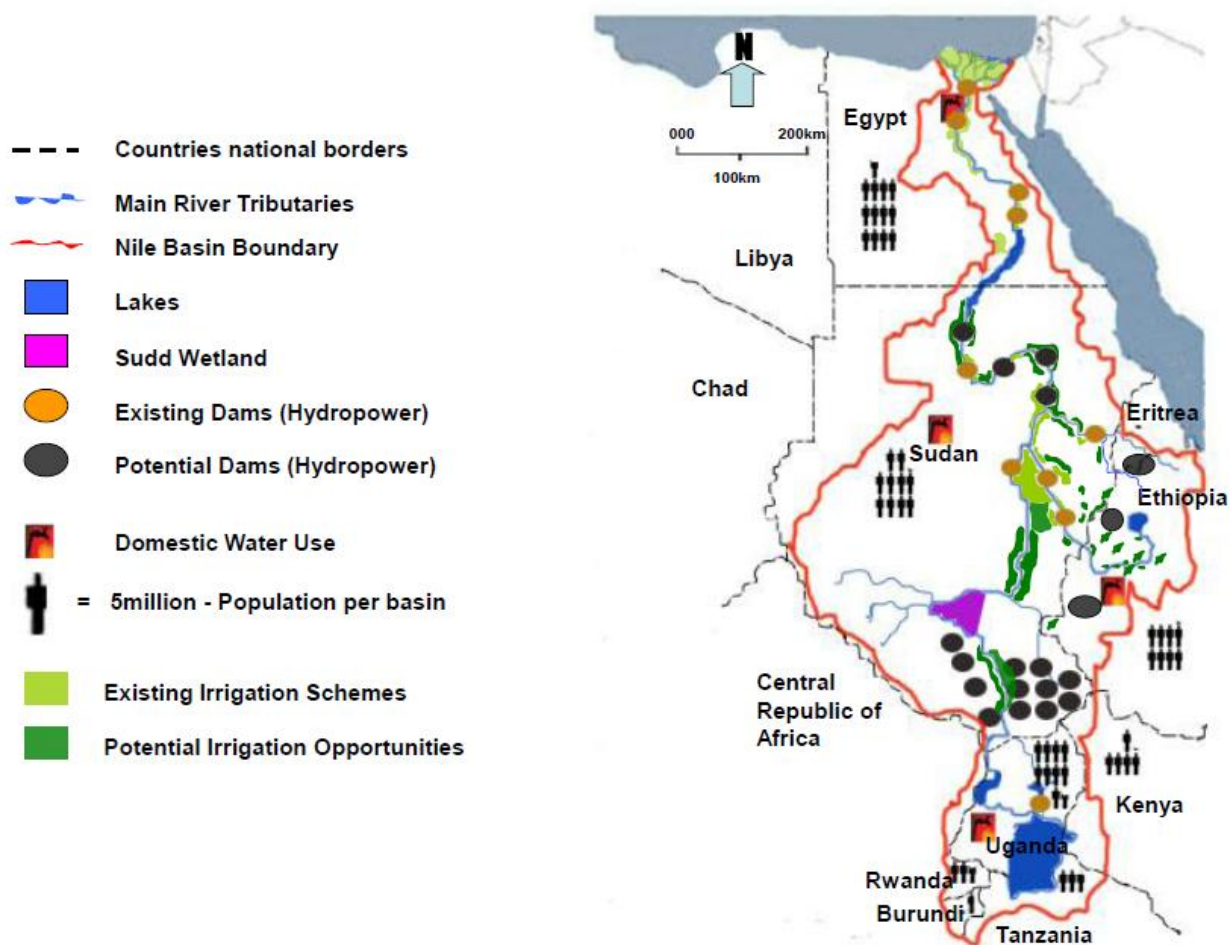 Countries national borders
Main River Tributaries
Nile Basin Boundary
Lakes
Sudd Wetland
Existing Dams (Hydropower)
Potential Dams (Hydropower)
Domestic Water Use
= 5million - Population per basin
Existing Irrigation Schemes
Potential Irrigation Opportunities
N
000 200km
100km
Egypt
Libya
Chad
Eritrea
Sudan
Ethiopia
Central
Republic of
Africa
Kenya
Uganda
Rwanda
Burundi
Tanzania